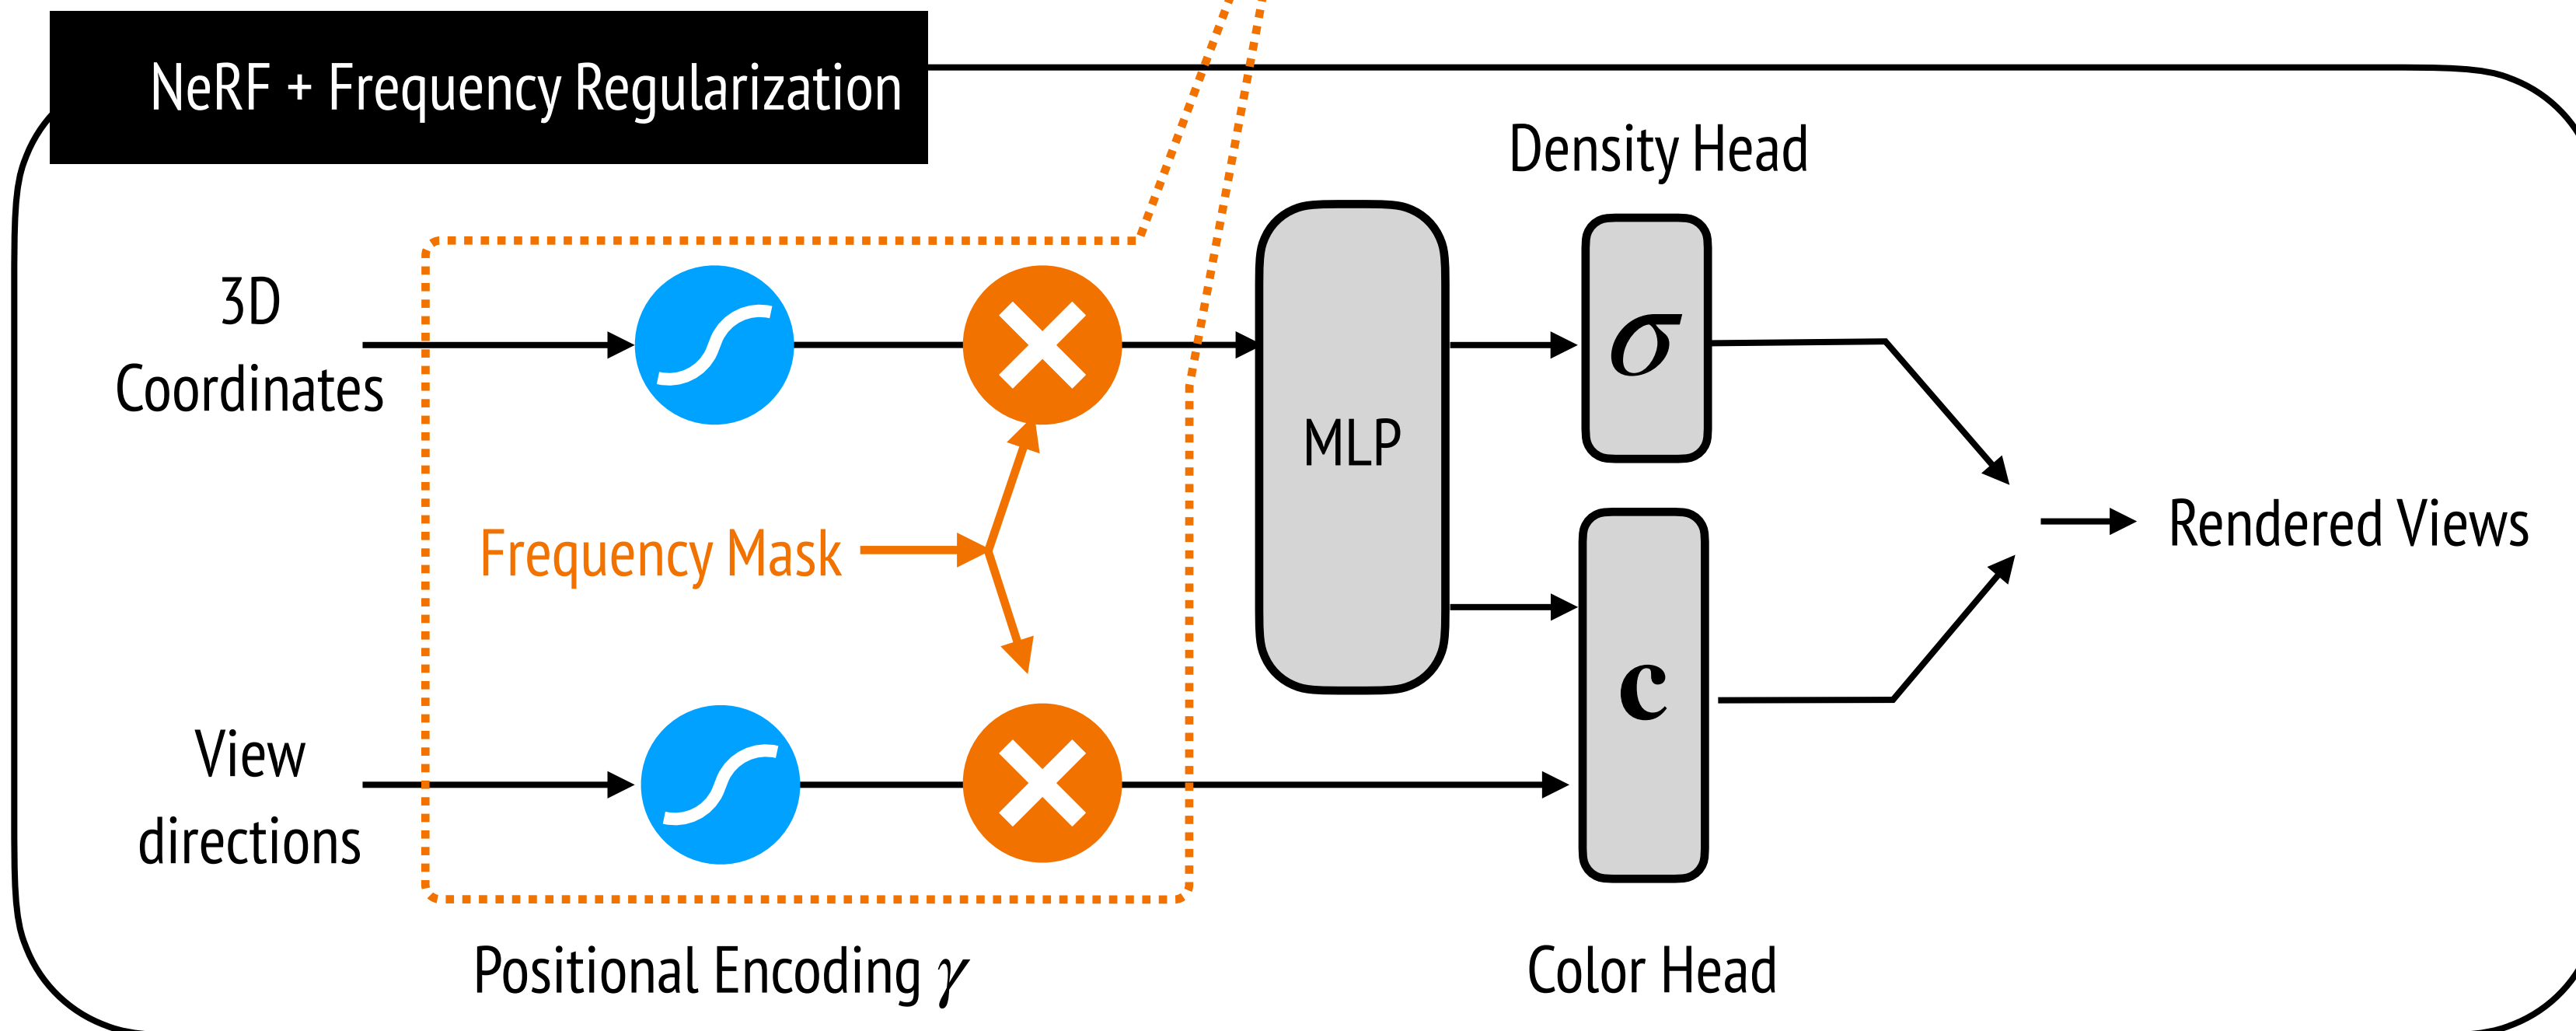 NeRF + Frequency Regularization
Density Head
3D
Coordinates
σ
MLP
Frequency Mask
Rendered Views
c
View
directions
Positional Encoding γ
Color Head